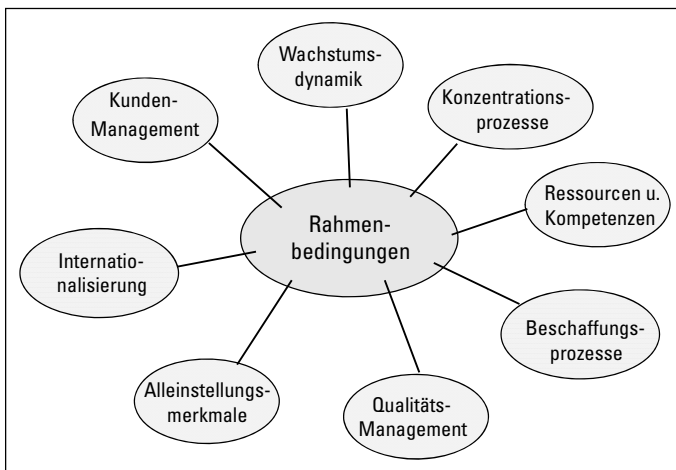 Wachstums-
dynamik
Kunden-
Management
Konzentrations-
prozesse
Ressourcen u.
Kompetenzen
Rahmen-
bedingungen
Internatio-
nalisierung
Beschaffungs-
prozesse
Alleinstellungs-
merkmale
Qualitäts-
Management